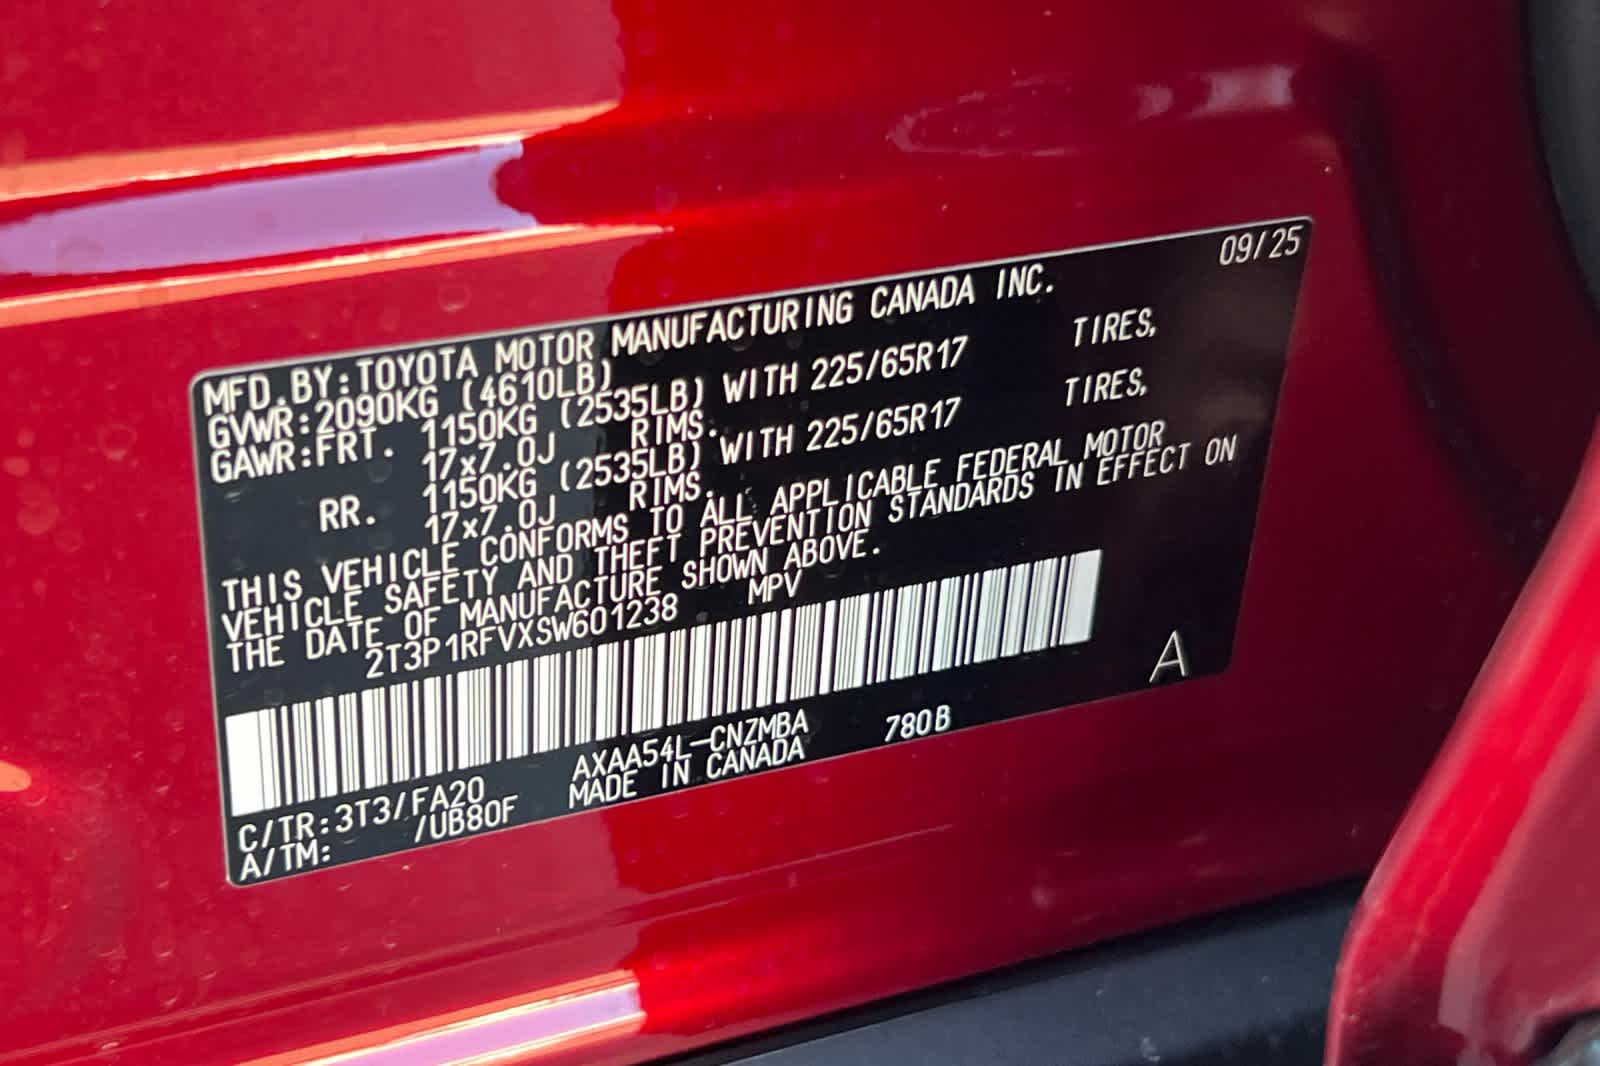 09/25
MFD.BY:TOYOTA MOTOR MANUFACTURING CANADA INC.
GVWR:2090KG (4610LB)
GAWR:FRT. 1150KG (2535LB) WITH 225/65R17 TIRES,
17x7.0J RIMS.
RR. 1150KG (2535LB) WITH 225/65R17 TIRES,
17x7.0J RIMS.
THIS VEHICLE CONFORMS TO ALL APPLICABLE FEDERAL MOTOR
VEHICLE SAFETY AND THEFT PREVENTION STANDARDS IN EFFECT ON
THE DATE OF MANUFACTURE SHOWN ABOVE.
2T3P1RFVXSW601238 MPV
A
C/TR:3T3/FA20 AXAA54L-CNZMBA 780B
A/TM: /UB80F MADE IN CANADA